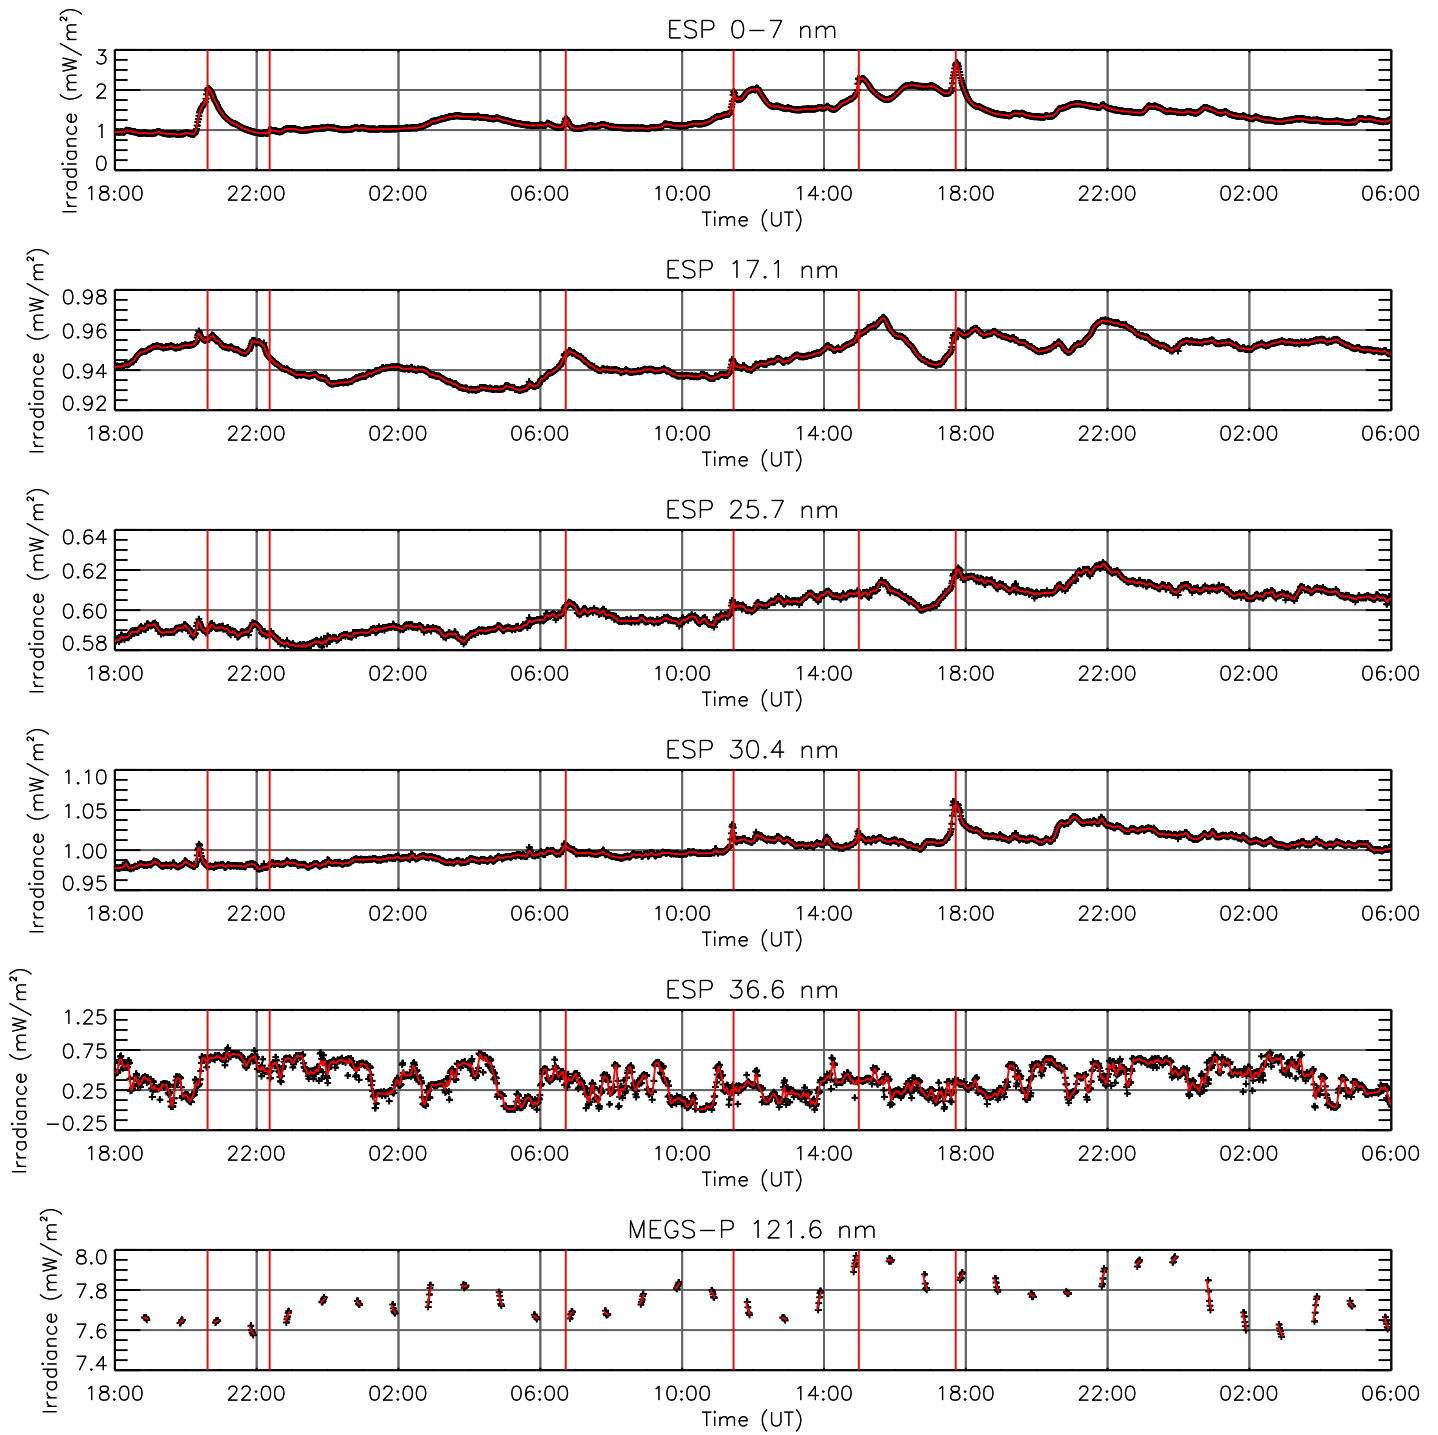 ESP 0−7 nm
Irradiance (mW/m²)
3
2
1
0
18:00 22:00 02:00 06:00 10:00 14:00 18:00 22:00 02:00 06:00
Time (UT)
ESP 17.1 nm
Irradiance (mW/m²)
0.98
0.96
0.94
0.92
18:00 22:00 02:00 06:00 10:00 14:00 18:00 22:00 02:00 06:00
Time (UT)
ESP 25.7 nm
Irradiance (mW/m²)
0.64
0.62
0.60
0.58
18:00 22:00 02:00 06:00 10:00 14:00 18:00 22:00 02:00 06:00
Time (UT)
ESP 30.4 nm
Irradiance (mW/m²)
1.10
1.05
1.00
0.95
18:00 22:00 02:00 06:00 10:00 14:00 18:00 22:00 02:00 06:00
Time (UT)
ESP 36.6 nm
Irradiance (mW/m²)
1.25
0.75
0.25
−0.25
18:00 22:00 02:00 06:00 10:00 14:00 18:00 22:00 02:00 06:00
Time (UT)
MEGS−P 121.6 nm
Irradiance (mW/m²)
8.0
7.8
7.6
7.4
18:00 22:00 02:00 06:00 10:00 14:00 18:00 22:00 02:00 06:00
Time (UT)